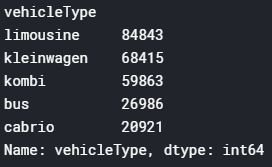 vehicleType
limousine 84843
kleinwagen 68415
kombi 59863
bus 26986
cabrio 20921
Name: vehicleType, dtype: int64